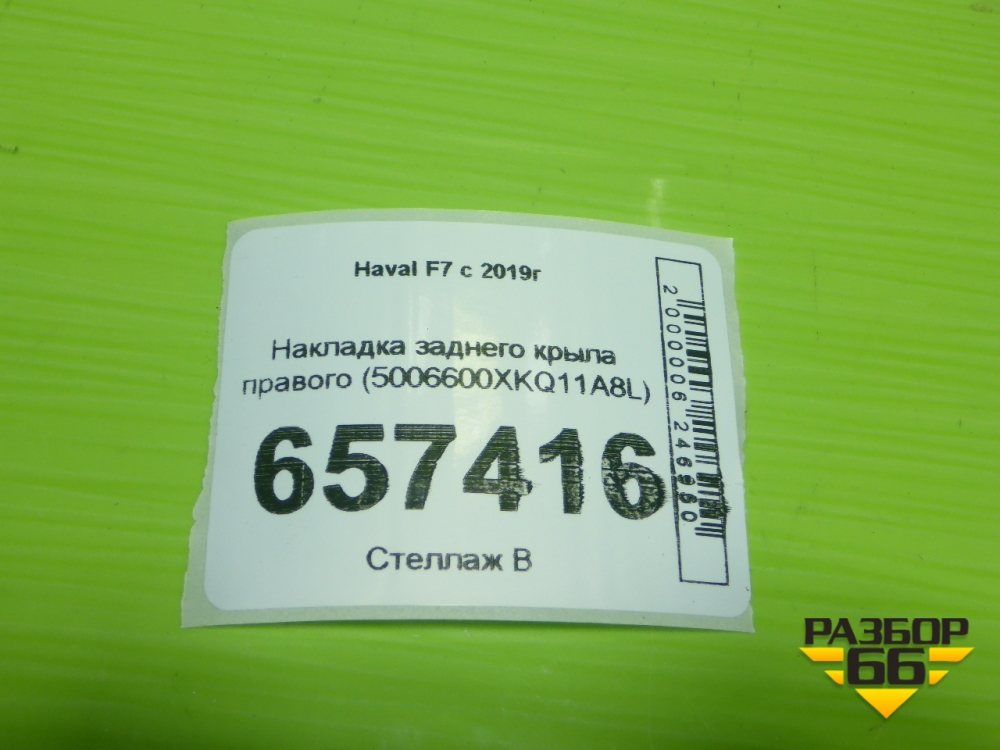 Haval F7 с 2019г
Накладка заднего крыла
правого (5006600XKQ11A8L)
657416
Стеллаж В
2000006246960
РАЗБОР
66